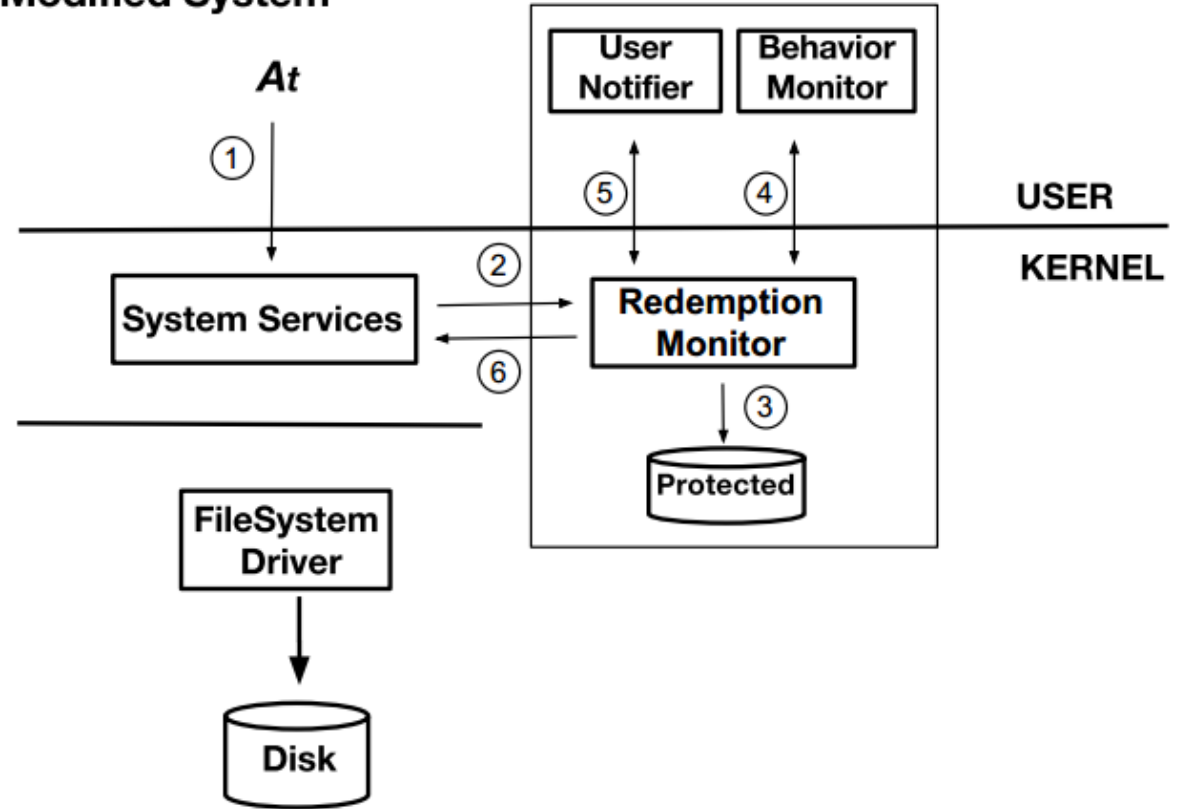 Modified System
At
User
Notifier
Behavior
Monitor
1
5
4
USER
KERNEL
2
System Services
Redemption
Monitor
6
3
Protected
FileSystem
Driver
Disk